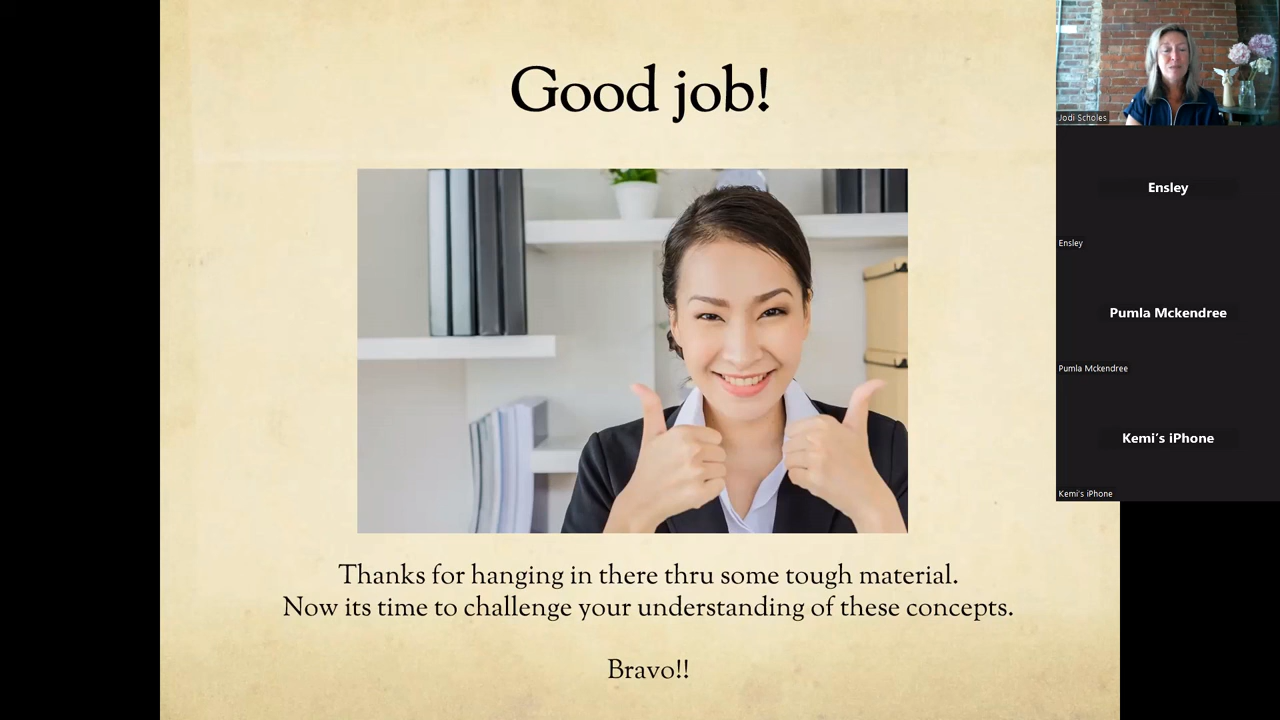 Good job!
Thanks for hanging in there thru some tough material.
Now its time to challenge your understanding of these concepts.
Bravo!!
Jodi Scholes
Ensley
Ensley
Pumla Mckendree
Pumla Mckendree
Kemi's iPhone
Kemi's iPhone